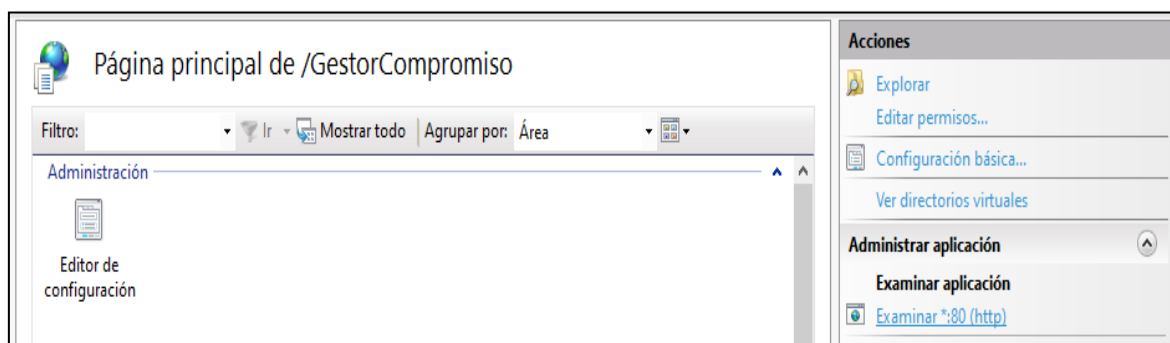 Página principal de /GestorCompromiso
Filtro: Ir Mostrar todo Agrupar por: Área
Administración
Editor de
configuración
Acciones
Explorar
Editar permisos...
Configuración básica...
Ver directorios virtuales
Administrar aplicación
Examinar aplicación
Examinar *:80 (http)